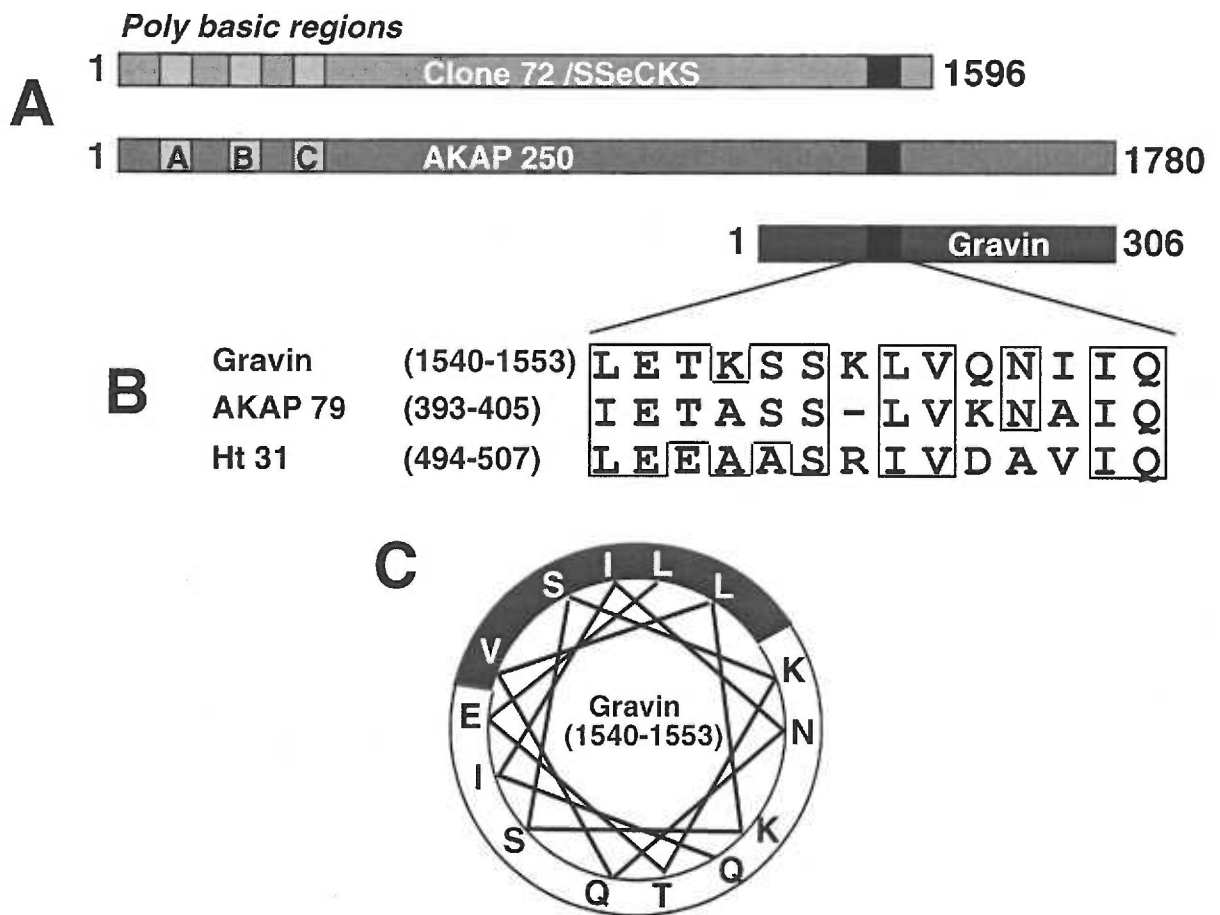 Poly basic regions
A
1 Clone 72 /SSeCKS 1596
1 A B C AKAP 250 1780
1 Gravin 306
B
Gravin (1540-1553) L E T K S S K L V Q N I I Q
AKAP 79 (393-405) I E T A S S – L V K N A I Q
Ht 31 (494-507) L E E A A S R I V D A V I Q
C
V S I L L
E K
I N
S K
Q T Q
Gravin
(1540-1553)